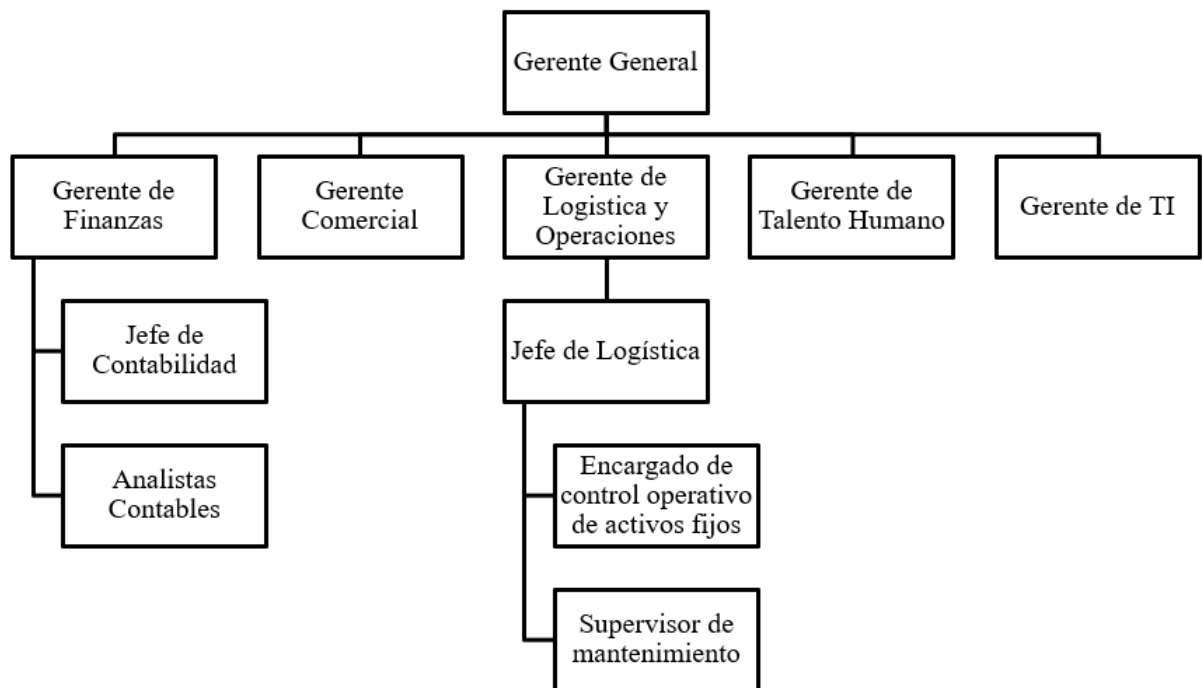 Gerente General
Gerente de
Finanzas
Gerente
Comercial
Gerente de
Logistica y
Operaciones
Gerente de
Talento Humano
Gerente de TI
Jefe de
Contabilidad
Analistas
Contables
Jefe de Logística
Encargado de
control operativo
de activos fijos
Supervisor de
mantenimiento